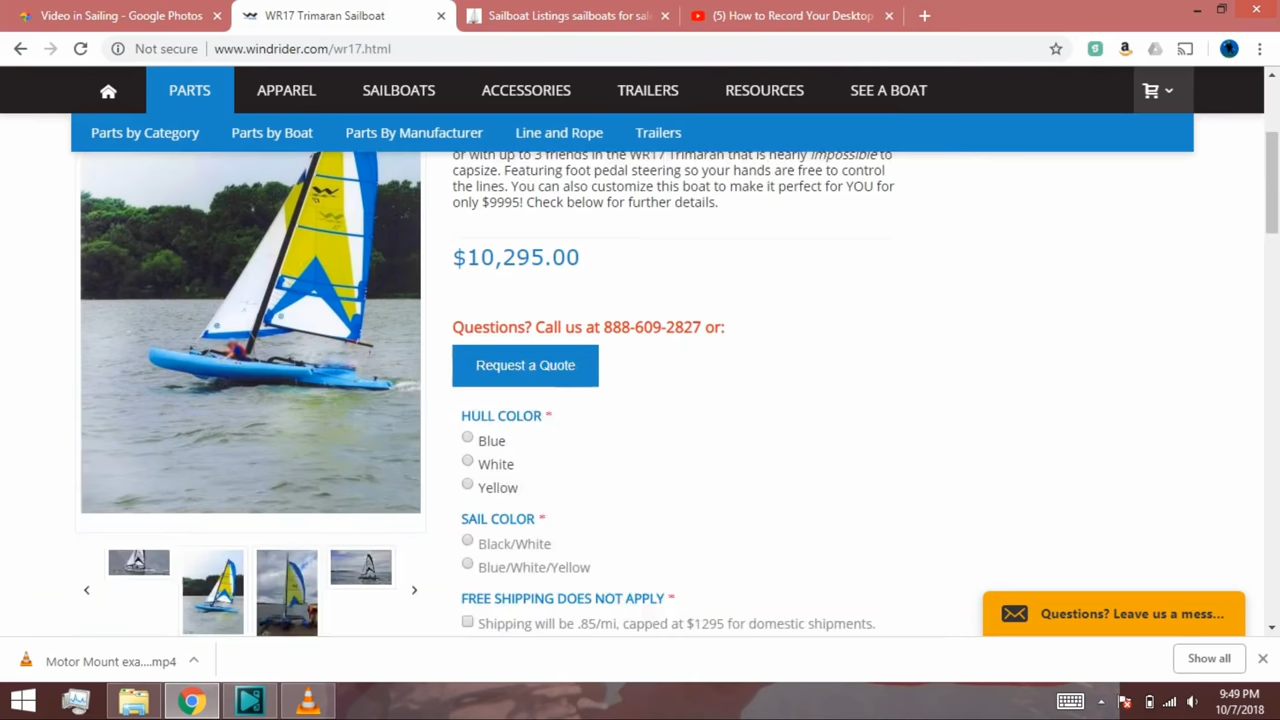 Video in Sailing - Google Photos
WR17 Trimaran Sailboat
Sailboat Listings sailboats for sal
(5) How to Record Your Desktop
Not secure
www.windrider.com/wr17.html
PARTS
APPAREL
SAILBOATS
ACCESSORIES
TRAILERS
RESOURCES
SEE A BOAT
Parts by Category
Parts by Boat
Parts By Manufacturer
Line and Rope
Trailers
or with up to 3 friends in the WR17 Trimaran that is nearly impossible to
capsize. Featuring foot pedal steering so your hands are free to control
the lines. You can also customize this boat to make it perfect for YOU for
only $9995! Check below for further details.
$10,295.00
Questions? Call us at 888-609-2827 or:
Request a Quote
HULL COLOR *
Blue
White
Yellow
SAIL COLOR *
Black/White
Blue/White/Yellow
FREE SHIPPING DOES NOT APPLY *
Shipping will be .85/mi, capped at $1295 for domestic shipments.
Questions? Leave us a mess...
Motor Mount exa....mp4
Show all
9:49 PM
10/7/2018